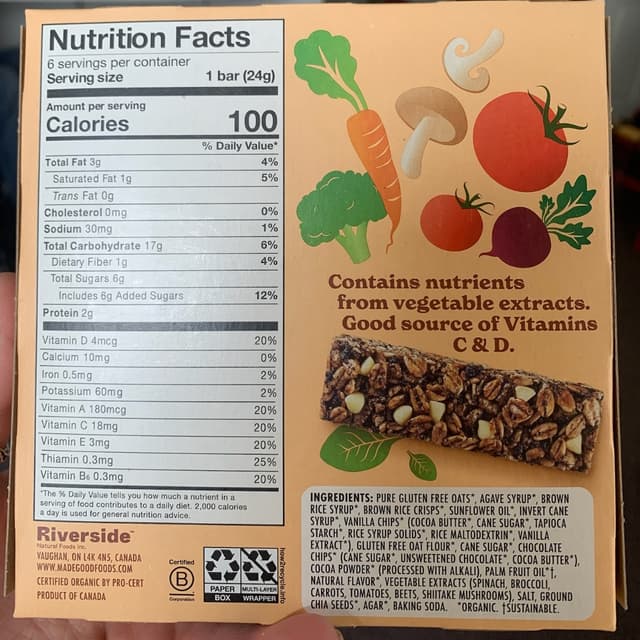 Nutrition Facts
6 servings per container
Serving size 1 bar (24g)
Amount per serving
Calories 100
% Daily Value*
Total Fat 3g 4%
Saturated Fat 1g 5%
Trans Fat 0g
Cholesterol 0mg 0%
Sodium 30mg 1%
Total Carbohydrate 17g 6%
Dietary Fiber 1g 4%
Total Sugars 6g
Includes 6g Added Sugars 12%
Protein 2g
Vitamin D 4mcg 20%
Calcium 10mg 0%
Iron 0.5mg 2%
Potassium 60mg 2%
Vitamin A 180mcg 20%
Vitamin C 18mg 20%
Vitamin E 3mg 20%
Thiamin 0.3mg 25%
Vitamin B₆ 0.3mg 20%
*The % Daily Value tells you how much a nutrient in a
serving of food contributes to a daily diet. 2,000 calories
a day is used for general nutrition advice.
Riverside™
Natural Foods Inc.
VAUGHAN, ON L4K 4N5, CANADA
WWW.MADEGOODFOODS.COM
CERTIFIED ORGANIC BY PRO-CERT
PRODUCT OF CANADA
Certified
B
Corporation
PAPER
BOX
MULTI-LAYER
WRAPPER
how2recycle.info
Contains nutrients
from vegetable extracts.
Good source of Vitamins
C & D.
INGREDIENTS: PURE GLUTEN FREE OATS*, AGAVE SYRUP*, BROWN
RICE SYRUP*, BROWN RICE CRISPS*, SUNFLOWER OIL*, INVERT CANE
SYRUP*, VANILLA CHIPS* (COCOA BUTTER*, CANE SUGAR*, TAPIOCA
STARCH*, RICE SYRUP SOLIDS*, RICE MALTODEXTRIN*, VANILLA
EXTRACT*), GLUTEN FREE OAT FLOUR*, CANE SUGAR*, CHOCOLATE
CHIPS* (CANE SUGAR*, UNSWEETENED CHOCOLATE*, COCOA BUTTER*),
COCOA POWDER* (PROCESSED WITH ALKALI), PALM FRUIT OIL*†,
NATURAL FLAVOR*, VEGETABLE EXTRACTS (SPINACH, BROCCOLI,
CARROTS, TOMATOES, BEETS, SHIITAKE MUSHROOMS), SALT, GROUND
CHIA SEEDS*, AGAR*, BAKING SODA. *ORGANIC. †SUSTAINABLE.